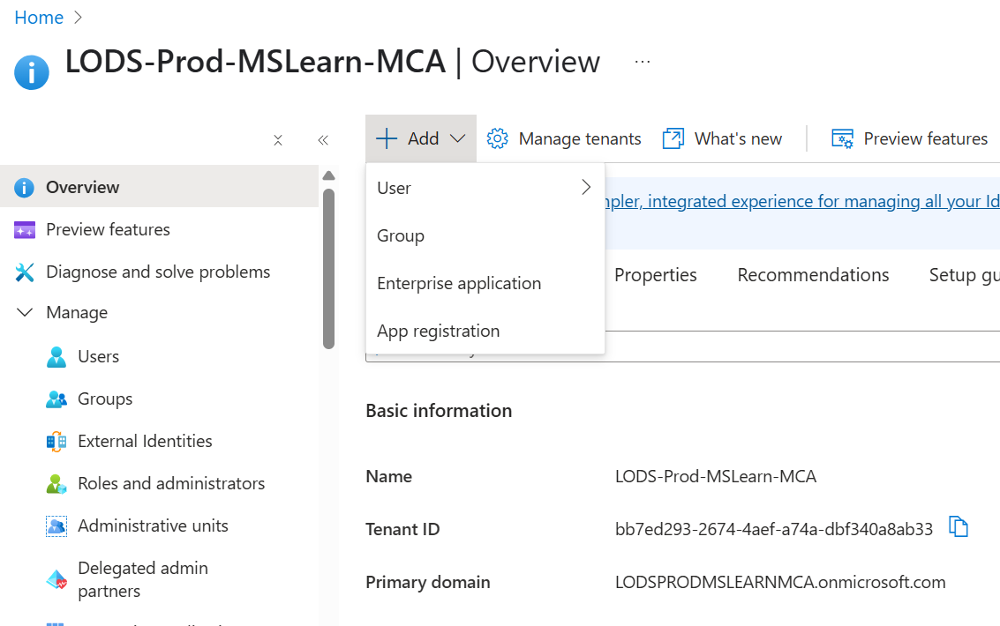 Home
LODS-Prod-MSLearn-MCA | Overview
Add
Manage tenants
What's new
Preview features
Overview
Preview features
Diagnose and solve problems
Manage
Users
Groups
External Identities
Roles and administrators
Administrative units
Delegated admin
partners
User
Group
Enterprise application
App registration
integrated experience for managing all your Id
Properties
Recommendations
Setup gu
Basic information
Name
LODS-Prod-MSLearn-MCA
Tenant ID
bb7ed293-2674-4aef-a74a-dbf340a8ab33
Primary domain
LODSPRODMSLEARNMCA.onmicrosoft.com